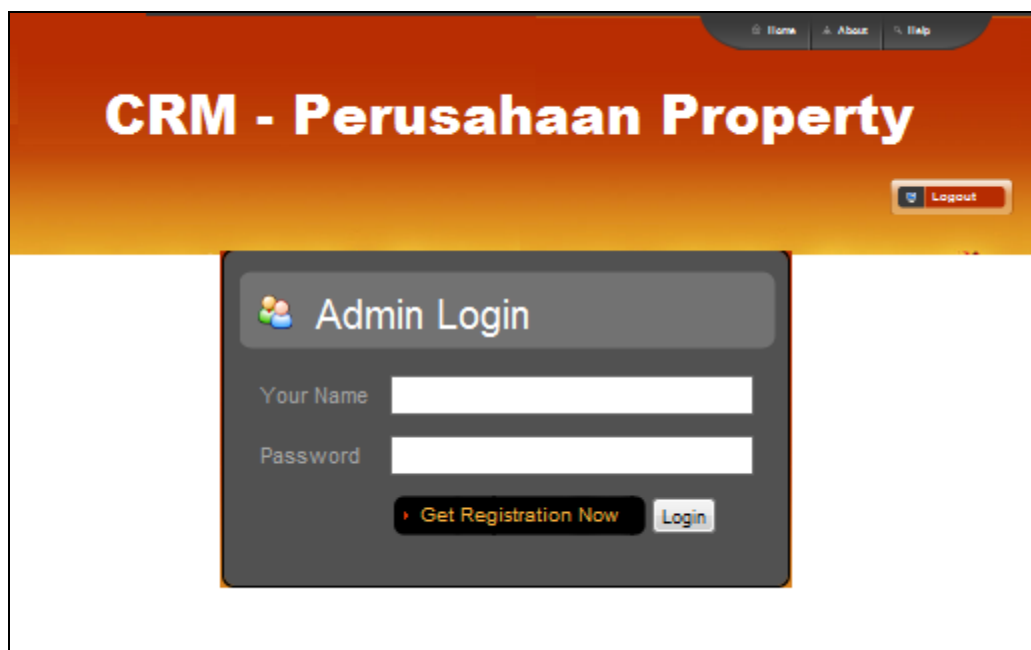 Home About Help
CRM - Perusahaan Property
Logout
Admin Login
Your Name
Password
Get Registration Now Login